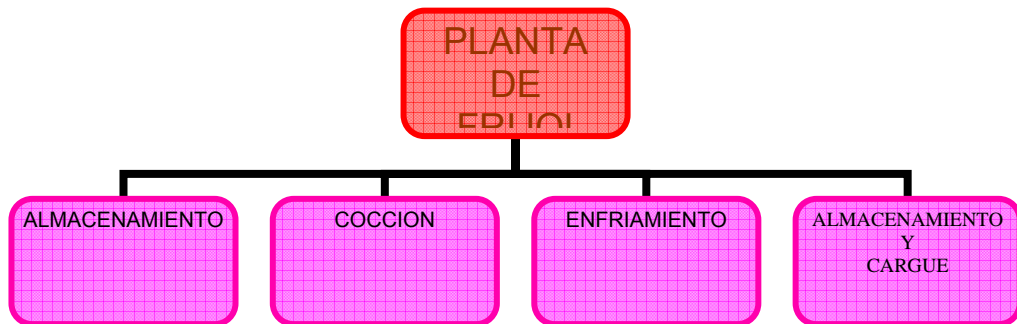 PLANTA
DE
ALMACENAMIENTO
COCCION
ENFRIAMIENTO
ALMACENAMIENTO
Y
CARGUE